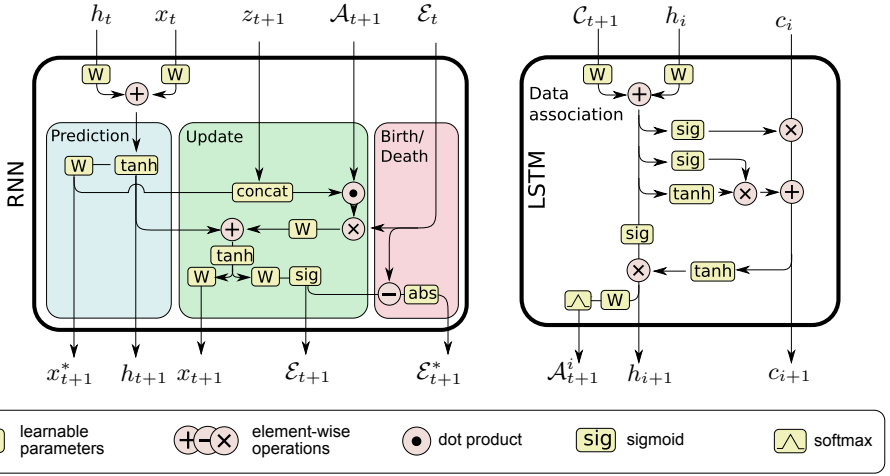 h_t x_t z_{t+1} 𝒜_{t+1} ℰ_t
𝒞_{t+1} h_i c_i
W W
+
Prediction
Update
Birth/
Death
W tanh
concat
•
+ W ×
tanh
W W sig
− abs
RNN
x*_{t+1} h_{t+1} x_{t+1} ℰ_{t+1} ℰ*_{t+1}
W W
+
Data
association
sig ×
sig
tanh × +
sig
× tanh
W
LSTM
𝒜^i_{t+1} h_{i+1} c_{i+1}
learnable
parameters
+ − × element-wise
operations
• dot product
sig sigmoid
softmax